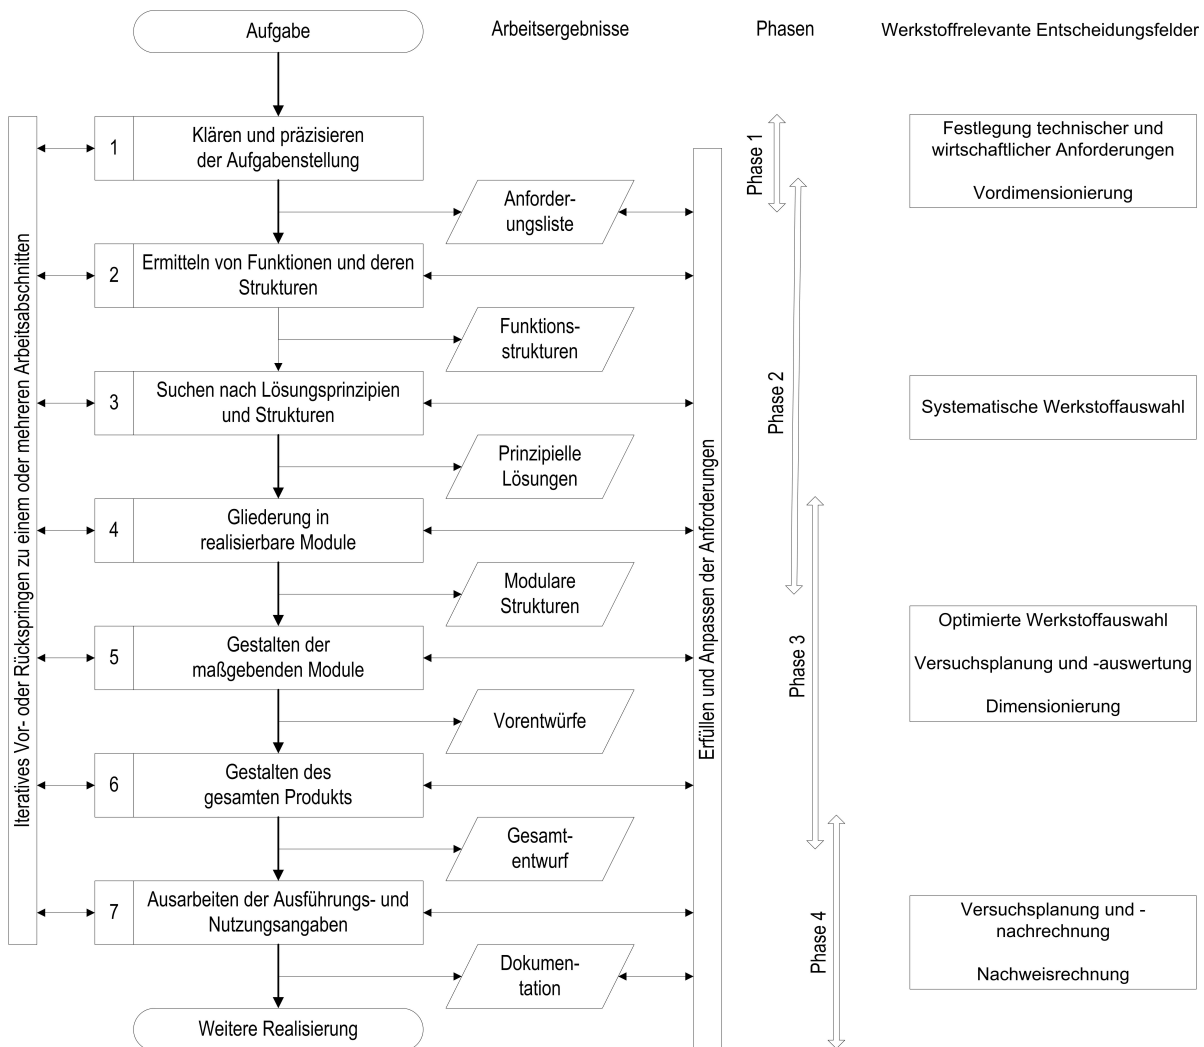 Aufgabe
Arbeitsergebnisse
Phasen
Werkstoffrelevante Entscheidungsfelder
Iteratives Vor- oder Rückspringen zu einem oder mehreren Arbeitsabschnitten
1
Klären und präzisieren
der Aufgabenstellung
Phase 1
Festlegung technischer und
wirtschaftlicher Anforderungen
Vordimensionierung
Anforder-
ungsliste
2
Ermitteln von Funktionen und deren
Strukturen
Funktions-
strukturen
3
Suchen nach Lösungsprinzipien
und Strukturen
Phase 2
Systematische Werkstoffauswahl
Prinzipielle
Lösungen
Erfüllen und Anpassen der Anforderungen
4
Gliederung in
realisierbare Module
Modulare
Strukturen
5
Gestalten der
maßgebenden Module
Phase 3
Optimierte Werkstoffauswahl
Versuchsplanung und -auswertung
Dimensionierung
Vorentwürfe
6
Gestalten des
gesamten Produkts
Gesamt-
entwurf
7
Ausarbeiten der Ausführungs- und
Nutzungsangaben
Phase 4
Versuchsplanung und -
nachrechnung
Nachweisrechnung
Dokumen-
tation
Weitere Realisierung